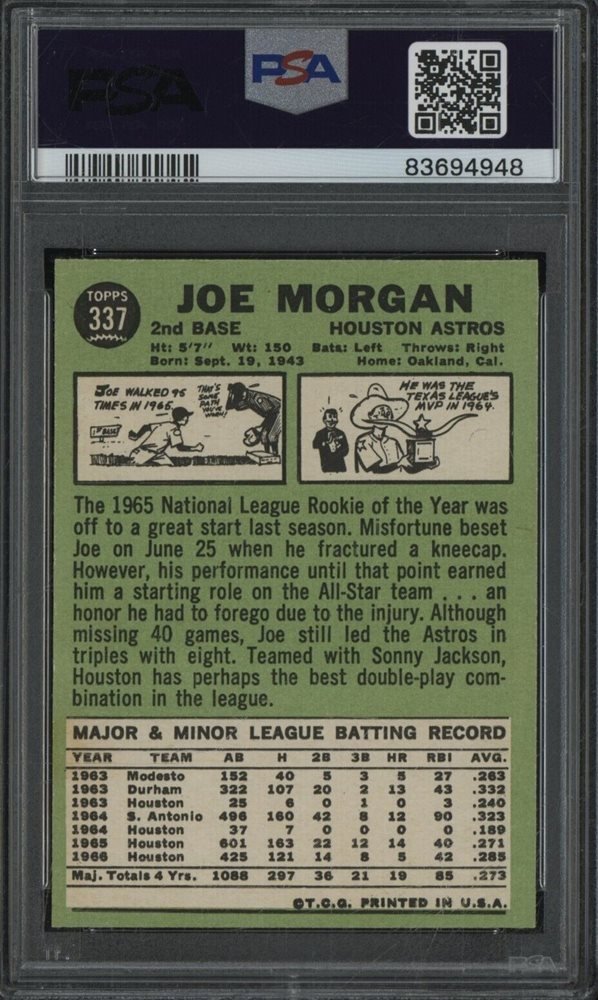 PSA PSA
83694948
TOPPS
337
JOE MORGAN
2nd BASE HOUSTON ASTROS
Ht: 5'7" Wt: 150 Bats: Left Throws: Right
Born: Sept. 19, 1943 Home: Oakland, Cal.
JOE WALKED 95
TIMES IN 1965.
THAT'S
SOME
PATH
YOU'VE
WORN!
1ST BASE
HE WAS THE
TEXAS LEAGUE'S
MVP IN 1964.
The 1965 National League Rookie of the Year was
off to a great start last season. Misfortune beset
Joe on June 25 when he fractured a kneecap.
However, his performance until that point earned
him a starting role on the All-Star team . . . an
honor he had to forego due to the injury. Although
missing 40 games, Joe still led the Astros in
triples with eight. Teamed with Sonny Jackson,
Houston has perhaps the best double-play com-
bination in the league.
MAJOR & MINOR LEAGUE BATTING RECORD
YEAR TEAM AB H 2B 3B HR RBI AVG.
1963 Modesto 152 40 5 3 5 27 .263
1963 Durham 322 107 20 2 13 43 .332
1963 Houston 25 6 0 1 0 3 .240
1964 S. Antonio 496 160 42 8 12 90 .323
1964 Houston 37 7 0 0 0 0 .189
1965 Houston 601 163 22 12 14 40 .271
1966 Houston 425 121 14 8 5 42 .285
Maj. Totals 4 Yrs. 1088 297 36 21 19 85 .273
©T.C.G. PRINTED IN U.S.A.
PSA